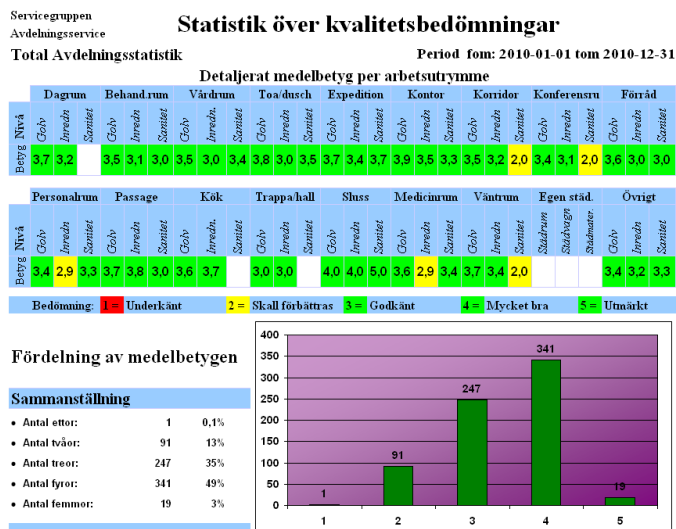 Servicegruppen
Avdelningsservice
Statistik över kvalitetsbedömningar
Total Avdelningsstatistik
Period fom: 2010-01-01 tom 2010-12-31
Detaljerat medelbetyg per arbetsutrymme
Dagrum Behand.rum Vårdrum Toa/dusch Expedition Kontor Korridor Konferensru Förråd
Nivå Golv Inredn Sanitet Golv Inredn Sanitet Golv Inredn. Sanitet Golv Inredn Sanitet Golv Inredn Sanitet Golv Inredn Sanitet Golv Inredn Sanitet Golv Inredn Sanitet Golv Inredn Sanitet
Betyg 3,7 3,2 3,5 3,1 3,0 3,5 3,0 3,4 3,8 3,0 3,5 3,7 3,4 3,7 3,9 3,5 3,3 3,5 3,2 2,0 3,4 3,1 2,0 3,6 3,0 3,0
Personalrum Passage Kök Trappa/hall Sluss Medicinrum Väntrum Egen städ. Övrigt
Nivå Golv Inredn Sanitet Golv Inredn Sanitet Golv Inredn. Sanitet Golv Inredn Sanitet Golv Inredn Sanitet Golv Inredn Sanitet Golv Inredn Sanitet Städrum Städvagn Städmater. Golv Inredn Sanitet
Betyg 3,4 2,9 3,3 3,7 3,8 3,0 3,6 3,7 3,0 3,0 4,0 4,0 5,0 3,6 2,9 3,4 3,7 3,4 2,0 3,4 3,2 3,3
Bedömning: 1 = Underkänt 2 = Skall förbättras 3 = Godkänt 4 = Mycket bra 5 = Utmärkt
Fördelning av medelbetygen
Sammanställning
• Antal ettor: 1 0,1%
• Antal tvåor: 91 13%
• Antal treor: 247 35%
• Antal fyror: 341 49%
• Antal femmor: 19 3%
400
350
300
250
200
150
100
50
0
1 91 247 341 19
1 2 3 4 5